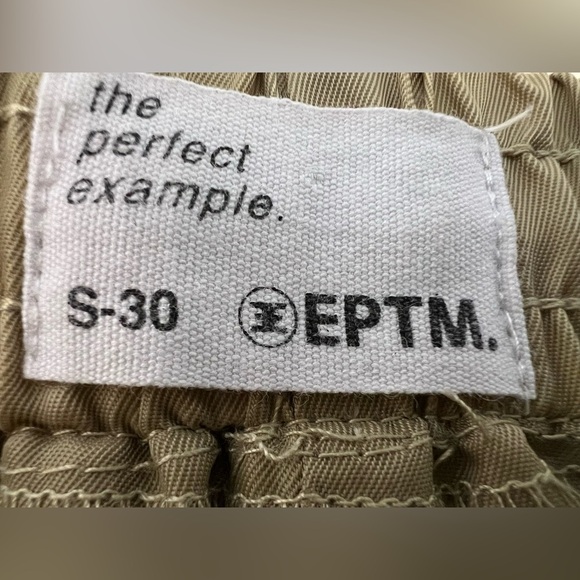 the
perfect
example.
S-30 EPTM.